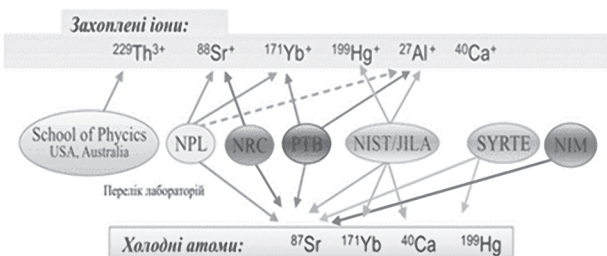 Захоплені іони:
²²⁹Th³⁺ ⁸⁸Sr⁺ ¹⁷¹Yb⁺ ¹⁹⁹Hg⁺ ²⁷Al⁺ ⁴⁰Ca⁺
School of Phycics
USA, Australia
NPL NRC PTB NIST/JILA SYRTE NIM
Перелік лабораторій
Холодні атоми: ⁸⁷Sr ¹⁷¹Yb ⁴⁰Ca ¹⁹⁹Hg